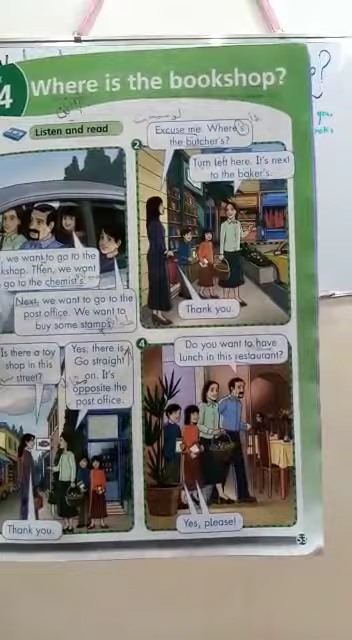 4 Where is the bookshop?
Listen and read
we want to go to the
shop. Then, we want
go to the chemist's.
Next, we want to go to the
post office. We want to
buy some stamps.
2
Excuse me. Where's
the butcher's?
is
Turn left here. It's next
to the baker's.
Thank you.
Is there a toy
shop in this
street?
Yes, there is.
Go straight
on. It's
opposite the
post office.
Thank you.
4
Do you want to have
lunch in this restaurant?
Yes, please!
53